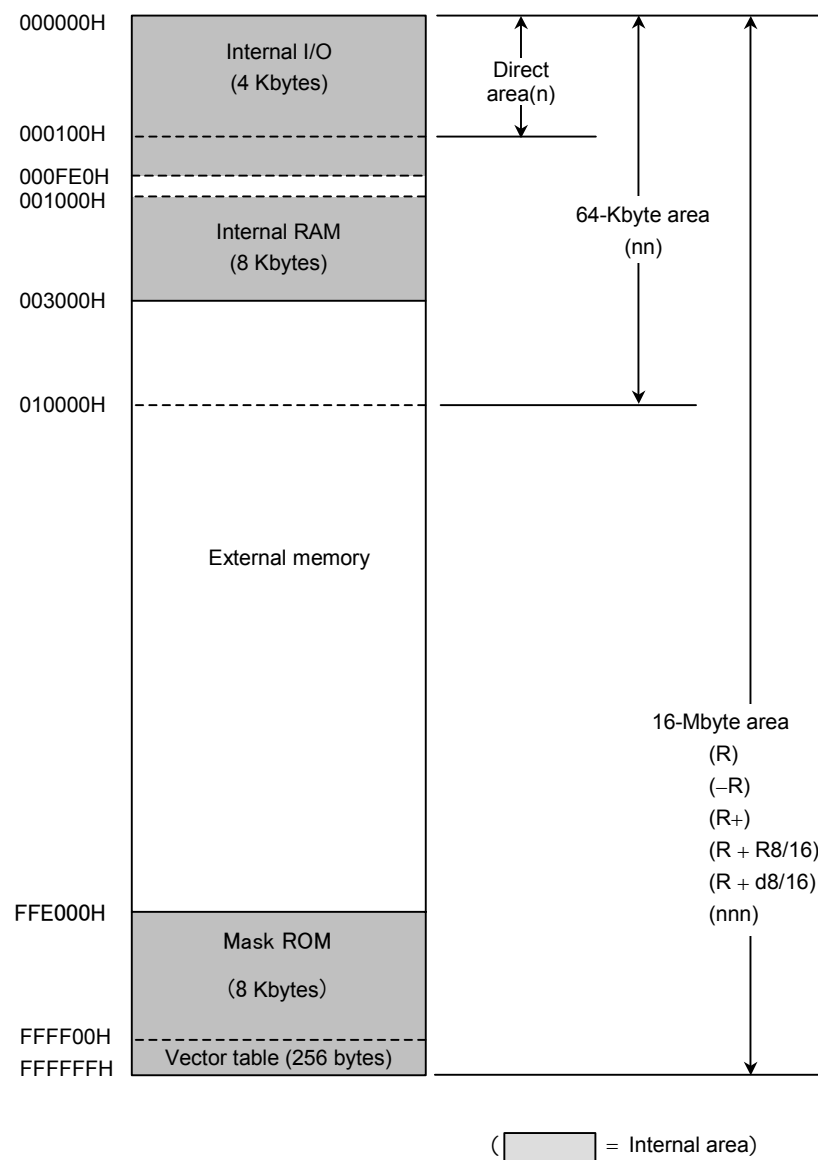 000000H
Internal I/O
(4 Kbytes)
Direct
area(n)
000100H
000FE0H
001000H
64-Kbyte area
(nn)
Internal RAM
(8 Kbytes)
003000H
010000H
External memory
16-Mbyte area
(R)
(−R)
(R+)
(R + R8/16)
(R + d8/16)
(nnn)
FFE000H
Mask ROM
(8 Kbytes)
FFFF00H
Vector table (256 bytes)
FFFFFFH
( = Internal area)